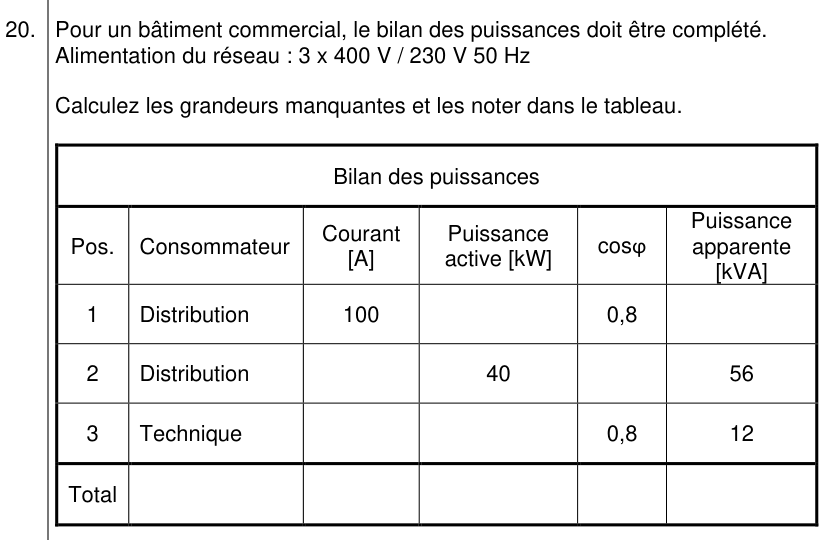 20. Pour un bâtiment commercial, le bilan des puissances doit être complété.
Alimentation du réseau : 3 x 400 V / 230 V 50 Hz
Calculez les grandeurs manquantes et les noter dans le tableau.
Bilan des puissances
Pos. Consommateur Courant [A] Puissance active [kW] cosφ Puissance apparente [kVA]
1 Distribution 100 0,8
2 Distribution 40 56
3 Technique 0,8 12
Total